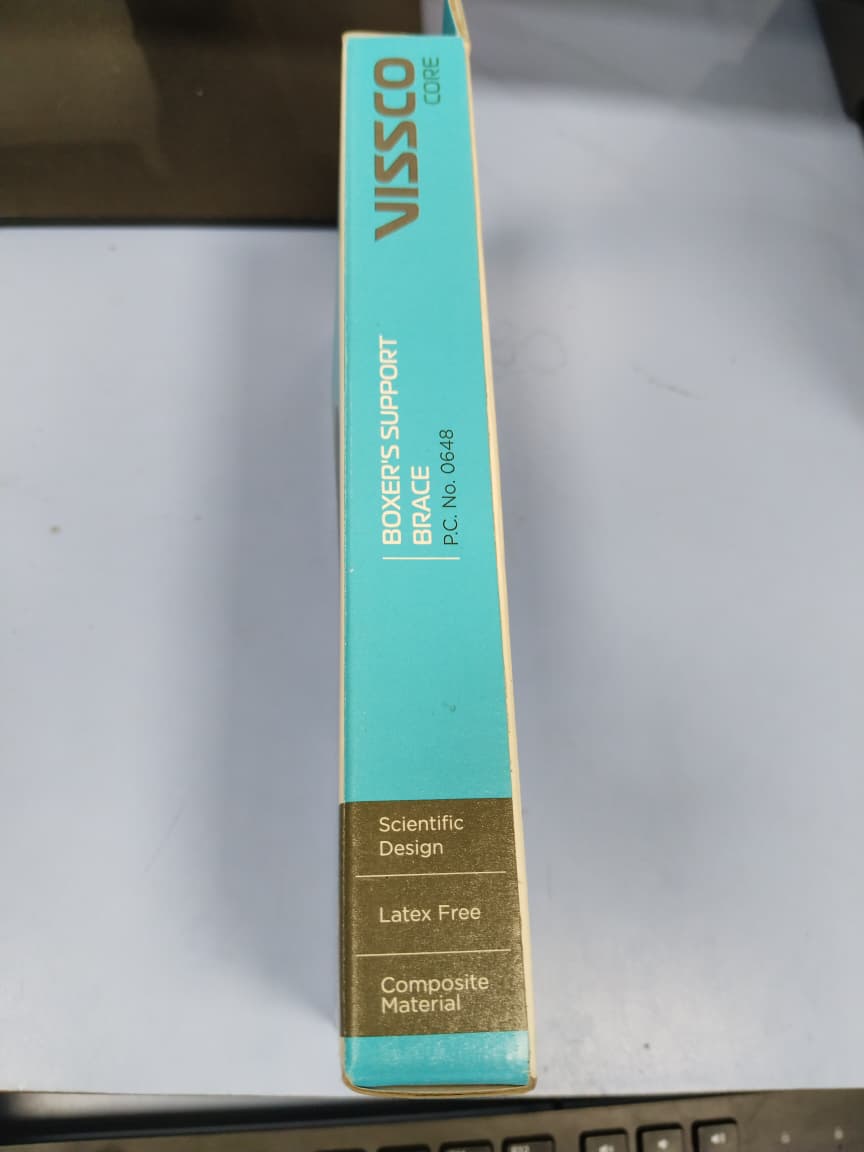 VISSCO
CORE
BOXER'S SUPPORT
BRACE
P.C. No. 0648
Scientific
Design
Latex Free
Composite
Material